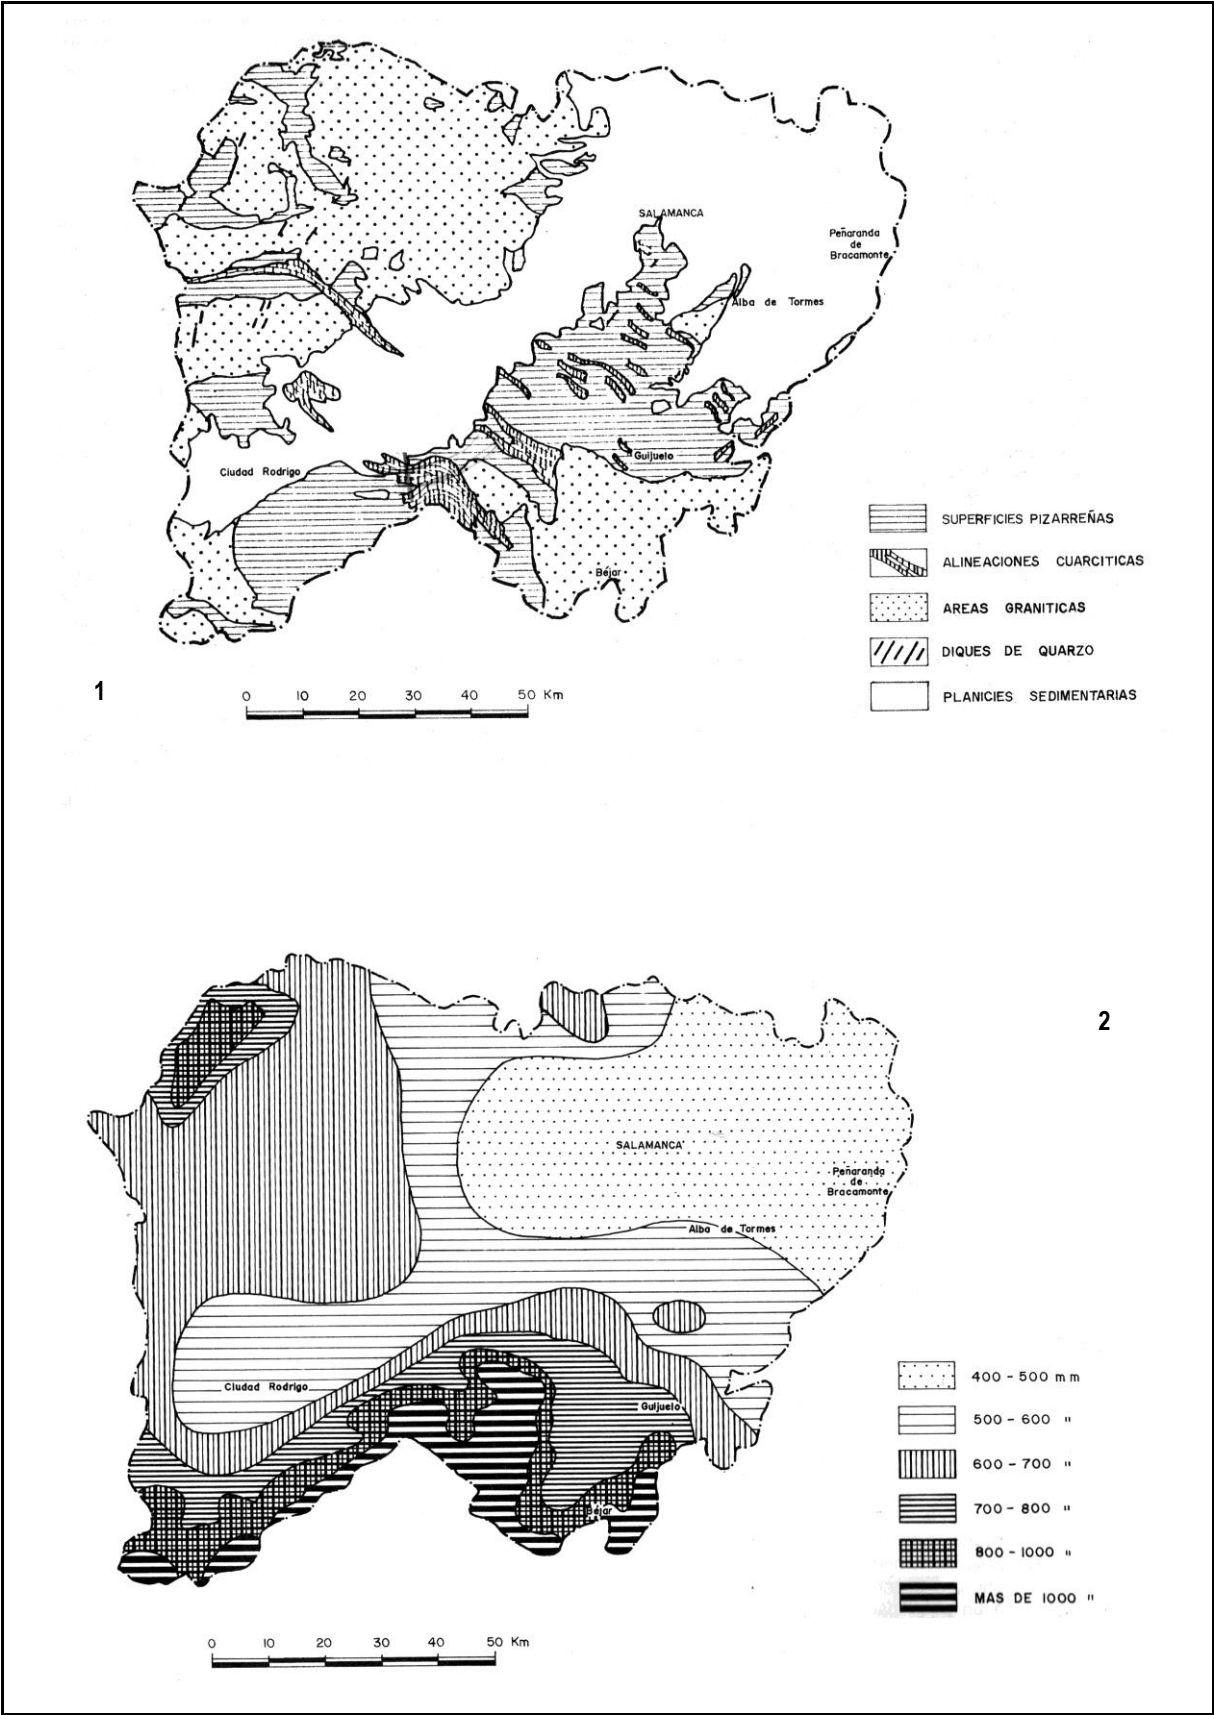 SALAMANCA
Peñaranda
de
Bracamonte
Alba de Tormes
Ciudad Rodrigo
Guijuelo
Béjar
SUPERFICIES PIZARREÑAS
ALINEACIONES CUARCITICAS
AREAS GRANITICAS
DIQUES DE QUARZO
PLANICIES SEDIMENTARIAS
1
0 10 20 30 40 50 Km
2
SALAMANCA
Peñaranda
de
Bracamonte
Alba de Tormes
Ciudad Rodrigo
Guijuelo
Béjar
400 - 500 mm
500 - 600 "
600 - 700 "
700 - 800 "
800 - 1000 "
MAS DE 1000 "
0 10 20 30 40 50 Km